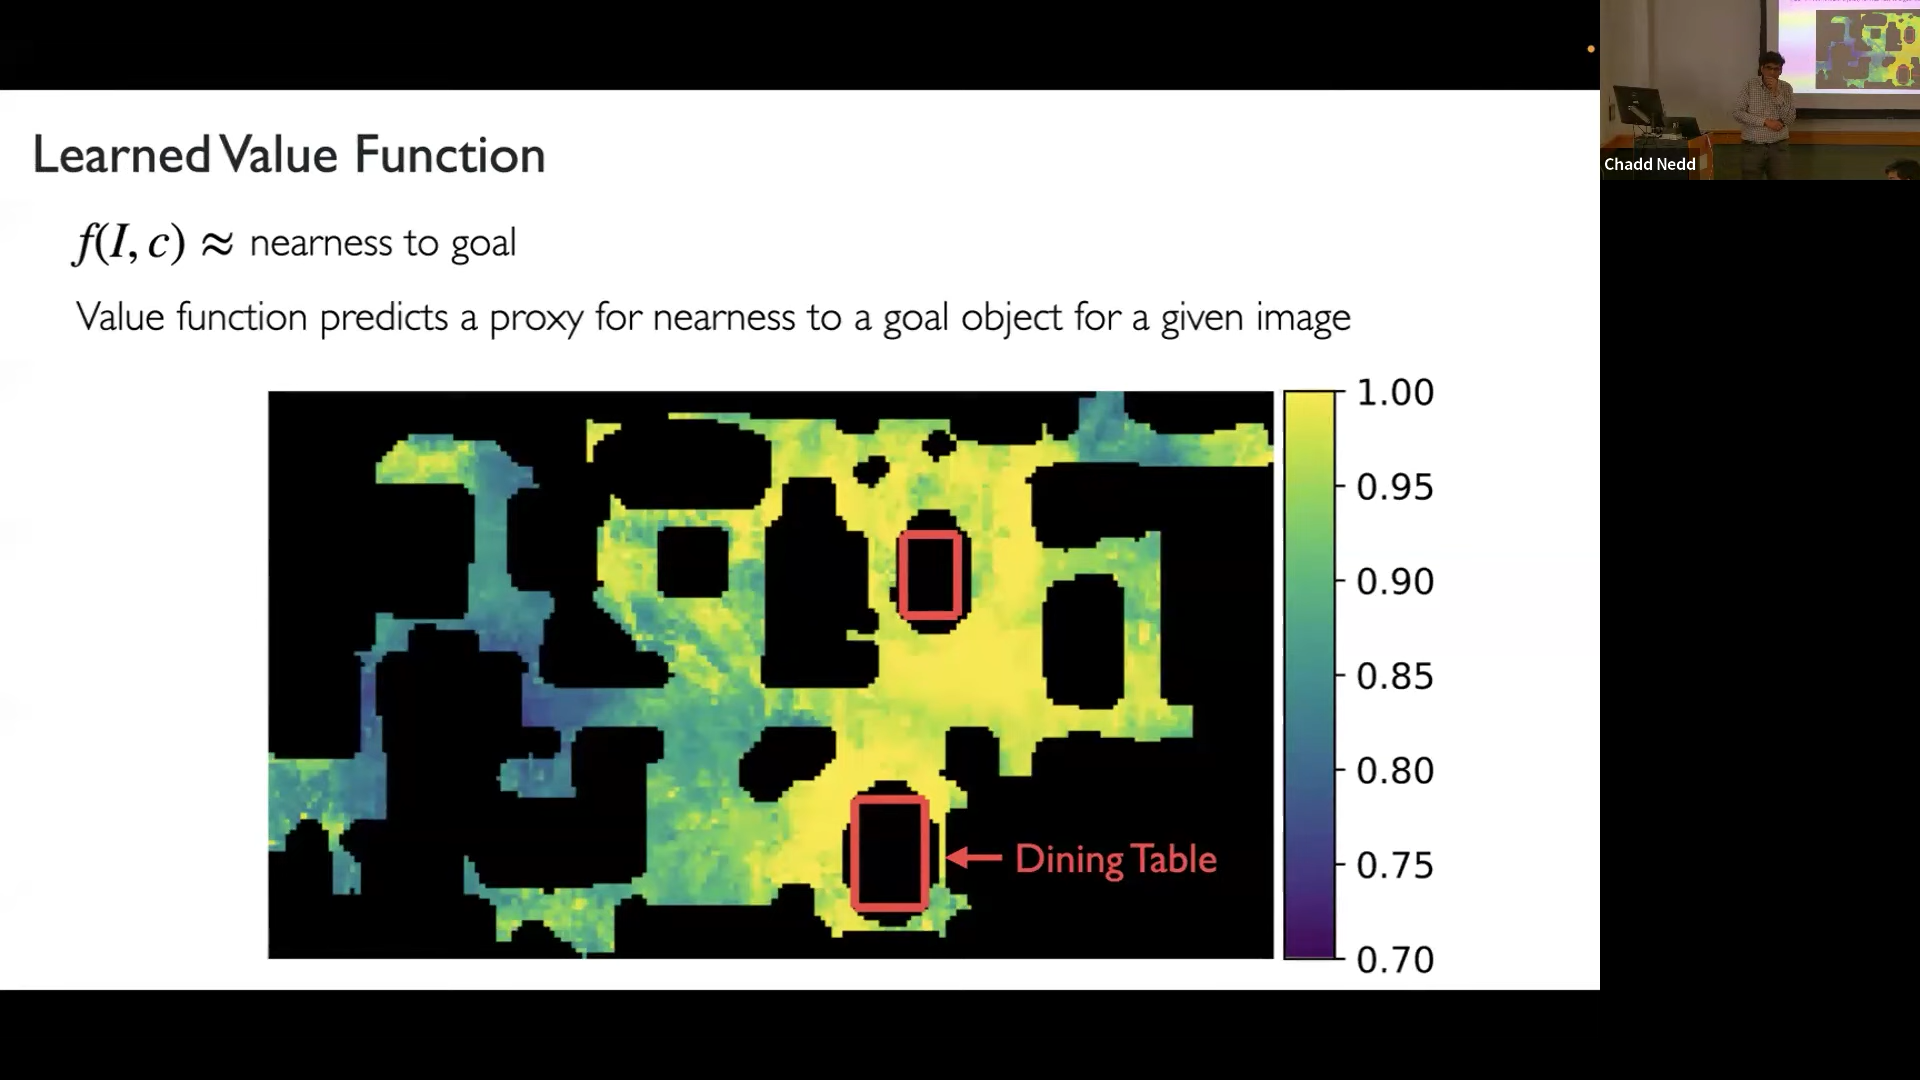 Learned Value Function
f(I, c) ≈ nearness to goal
Value function predicts a proxy for nearness to a goal object for a given image
1.00
0.95
0.90
0.85
0.80
0.75
0.70
Dining Table
Chadd Nedd